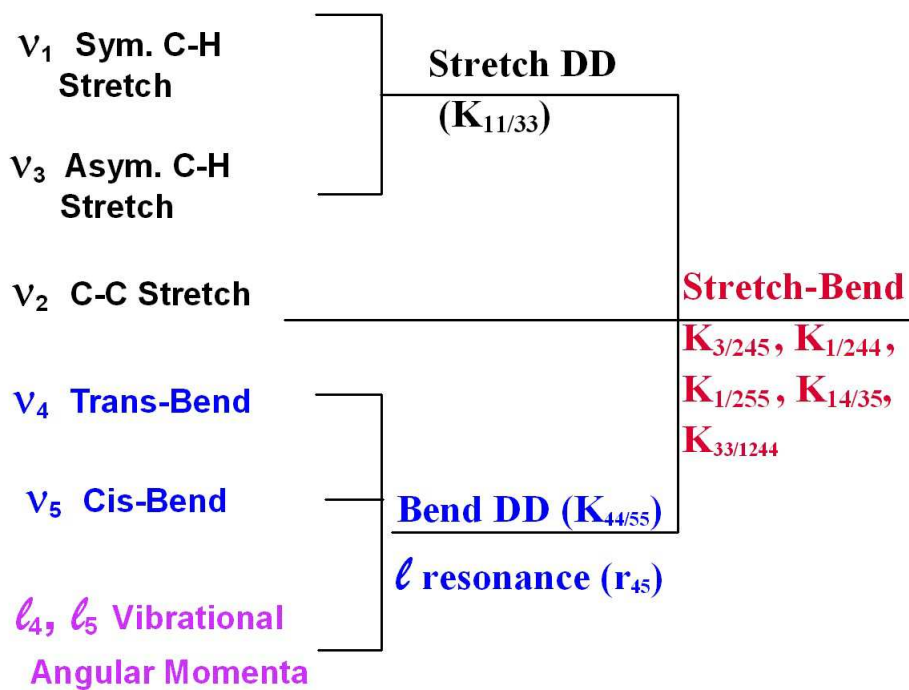 ν₁ Sym. C-H
Stretch
ν₃ Asym. C-H
Stretch
ν₂ C-C Stretch
ν₄ Trans-Bend
ν₅ Cis-Bend
ℓ₄, ℓ₅ Vibrational
Angular Momenta
Stretch DD
(K₁₁/₃₃)
Bend DD (K₄₄/₅₅)
ℓ resonance (r₄₅)
Stretch-Bend
K₃/₂₄₅, K₁/₂₄₄,
K₁/₂₅₅, K₁₄/₃₅,
K₃₃/₁₂₄₄